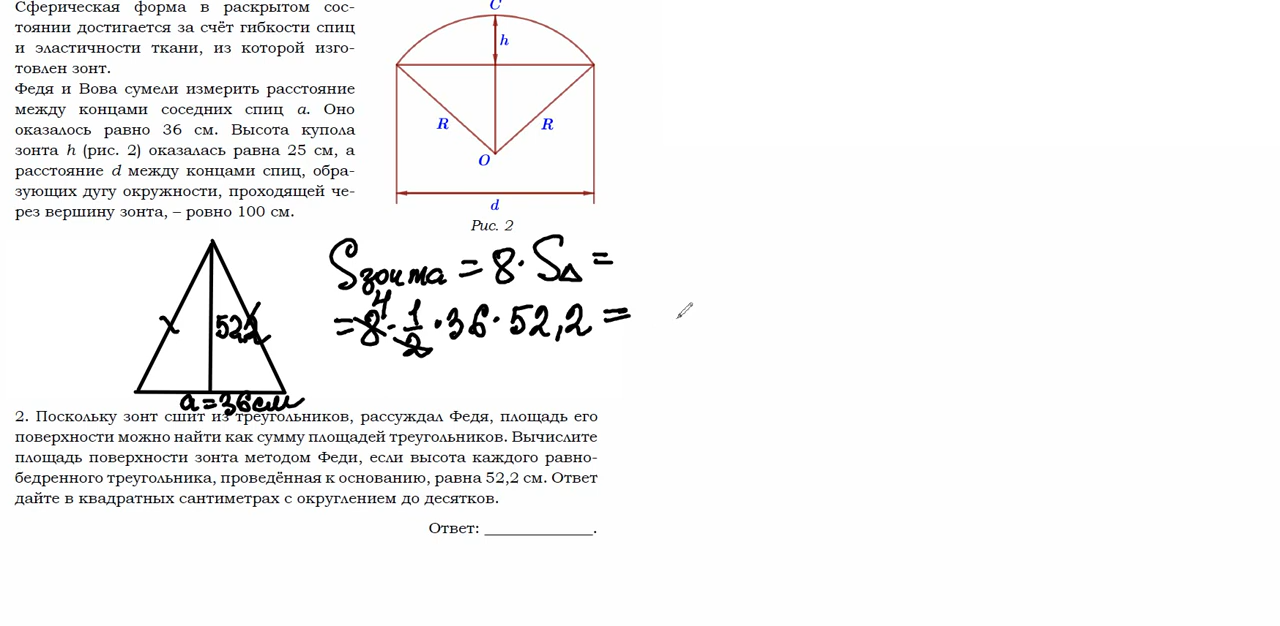 Сферическая форма в раскрытом сос-
тоянии достигается за счёт гибкости спиц
и эластичности ткани, из которой изго-
товлен зонт.
Федя и Вова сумели измерить расстояние
между концами соседних спиц a. Оно
оказалось равно 36 см. Высота купола
зонта h (рис. 2) оказалась равна 25 см, а
расстояние d между концами спиц, обра-
зующих дугу окружности, проходящей че-
рез вершину зонта, – ровно 100 см.
C
h
R R
O
d
Рис. 2
x 52,2
a = 36 см
Sзонта = 8 · S∆ =
4
= 8 · 1/2 · 36 · 52,2 =
2. Поскольку зонт сшит из треугольников, рассуждал Федя, площадь его
поверхности можно найти как сумму площадей треугольников. Вычислите
площадь поверхности зонта методом Феди, если высота каждого равно-
бедренного треугольника, проведённая к основанию, равна 52,2 см. Ответ
дайте в квадратных сантиметрах с округлением до десятков.
Ответ: _____________.